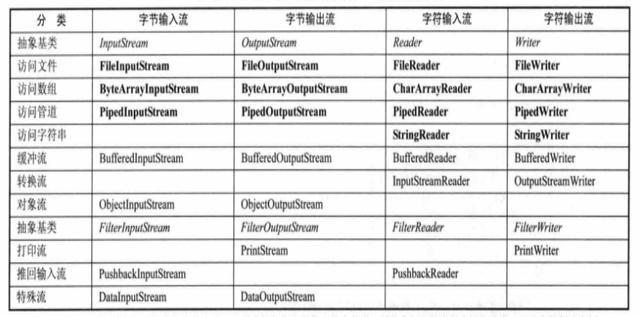 分 类 字节输入流 字节输出流 字符输入流 字符输出流
抽象基类 InputStream OutputStream Reader Writer
访问文件 FileInputStream FileOutputStream FileReader FileWriter
访问数组 ByteArrayInputStream ByteArrayOutputStream CharArrayReader CharArrayWriter
访问管道 PipedInputStream PipedOutputStream PipedReader PipedWriter
访问字符串 StringReader StringWriter
缓冲流 BufferedInputStream BufferedOutputStream BufferedReader BufferedWriter
转换流 InputStreamReader OutputStreamWriter
对象流 ObjectInputStream ObjectOutputStream
抽象基类 FilterInputStream FilterOutputStream FilterReader FilterWriter
打印流 PrintStream PrintWriter
推回输入流 PushbackInputStream PushbackReader
特殊流 DataInputStream DataOutputStream